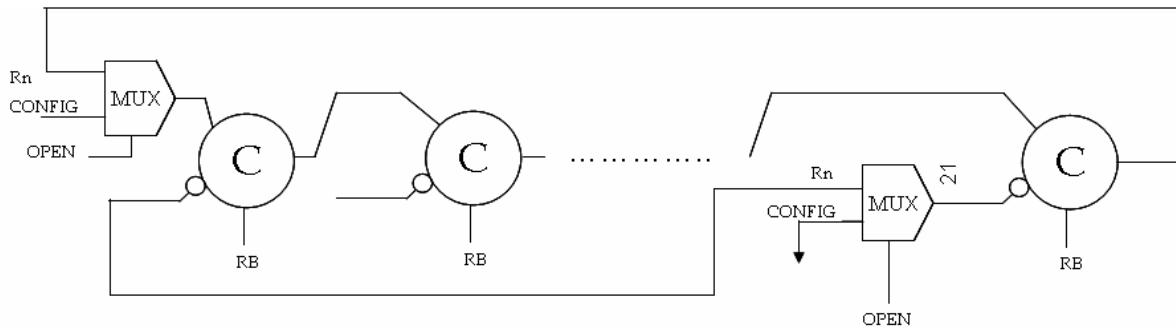 Rn
MUX
CONFIG
OPEN
C
RB
C
RB
....................
Rn
MUX
21
CONFIG
OPEN
C
RB